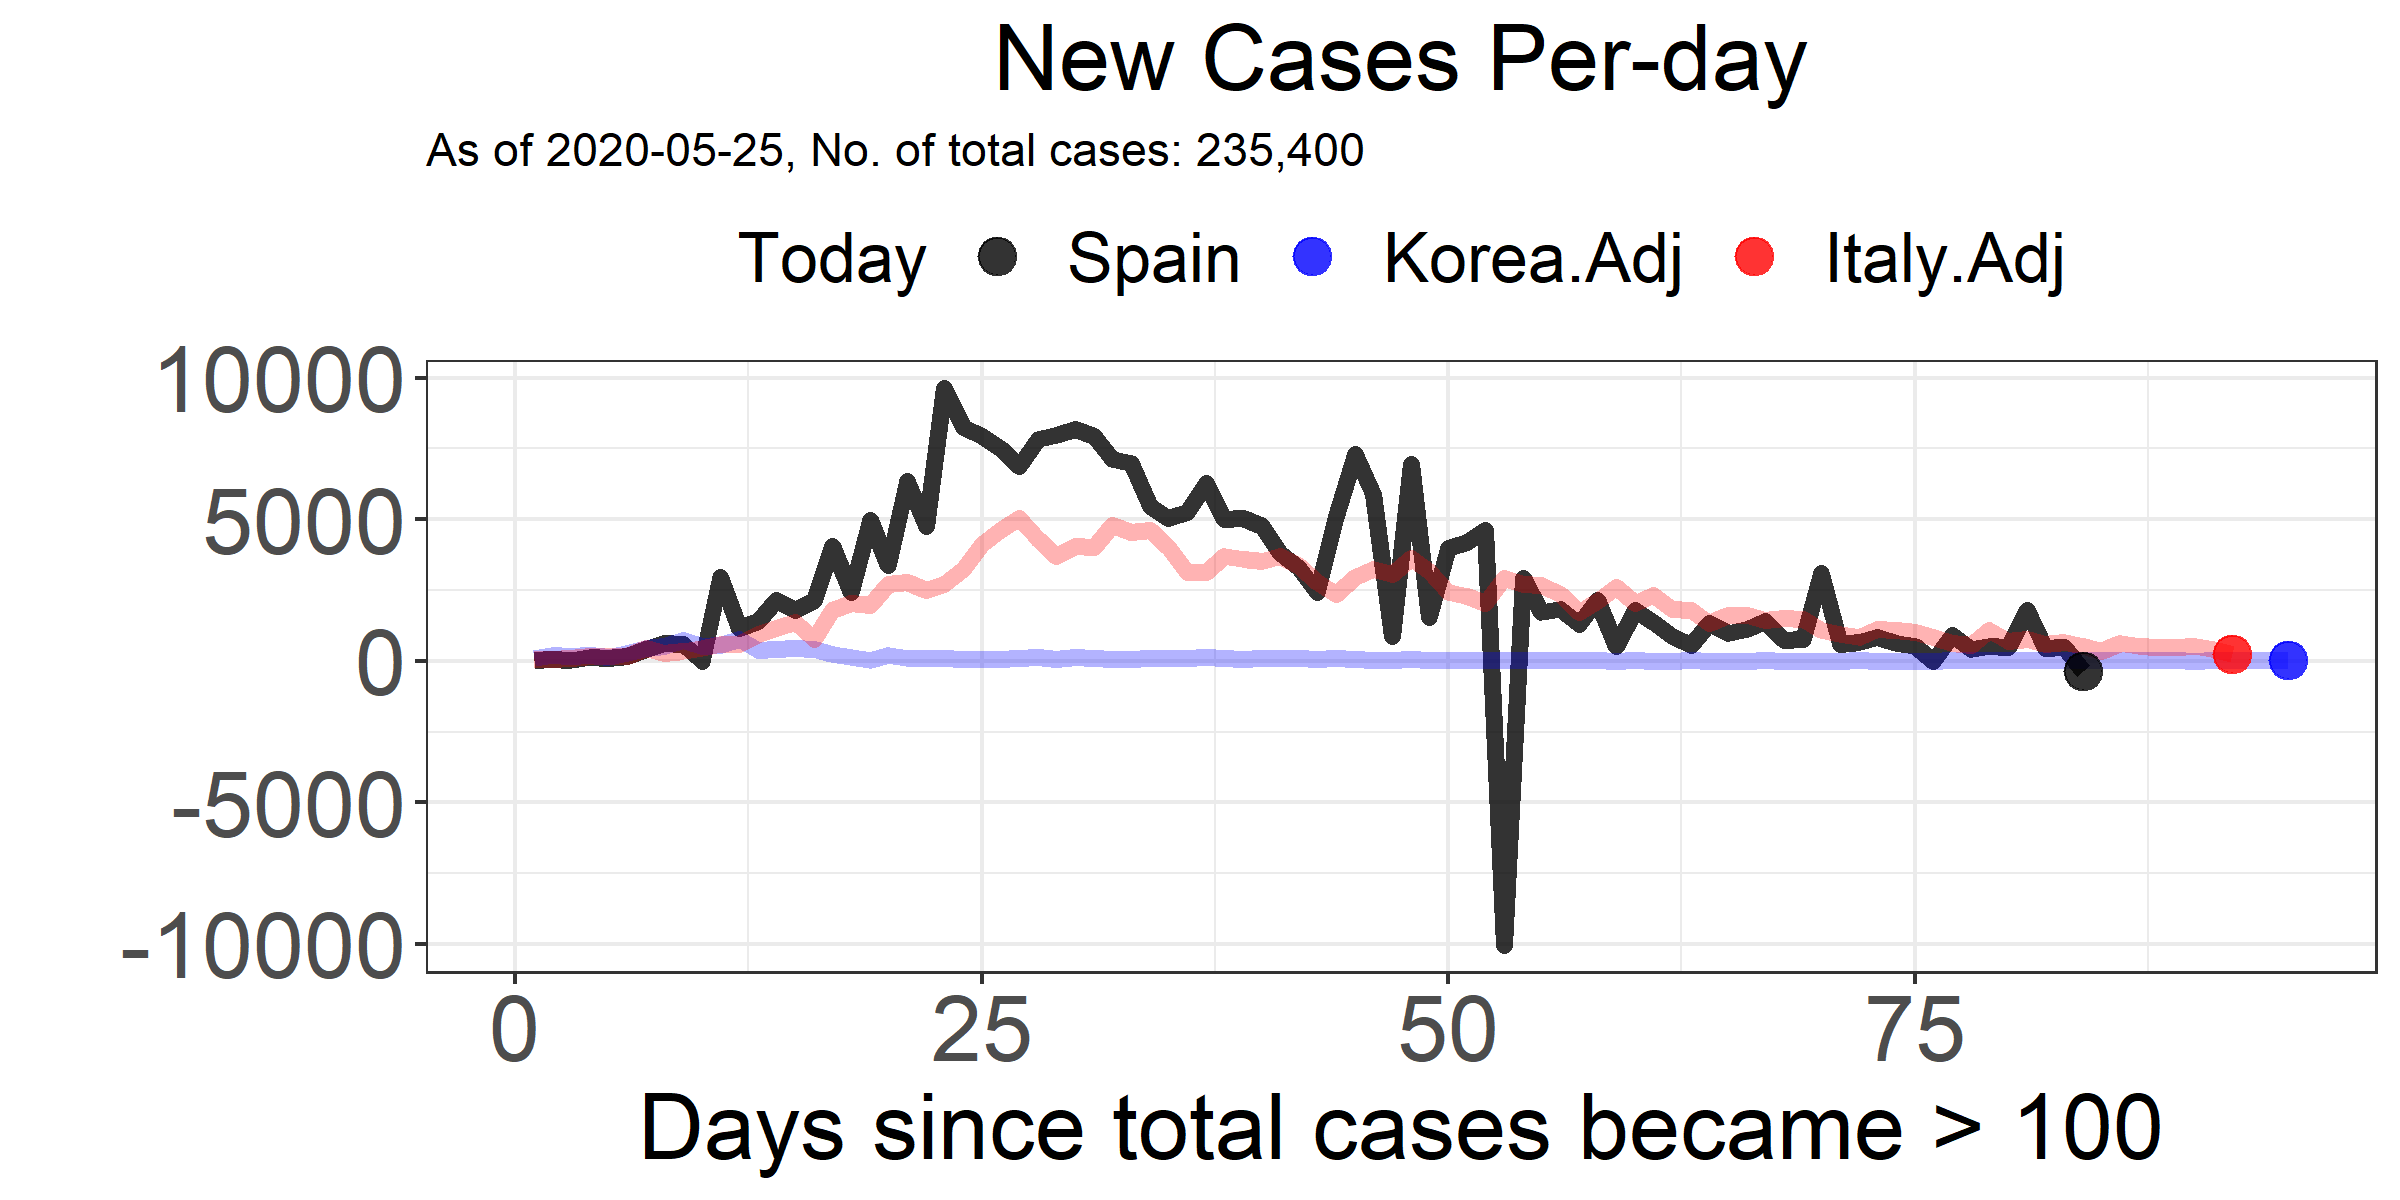 New Cases Per-day
As of 2020-05-25, No. of total cases: 235,400
Today Spain Korea.Adj Italy.Adj
10000
5000
0
-5000
-10000
0 25 50 75
Days since total cases became > 100